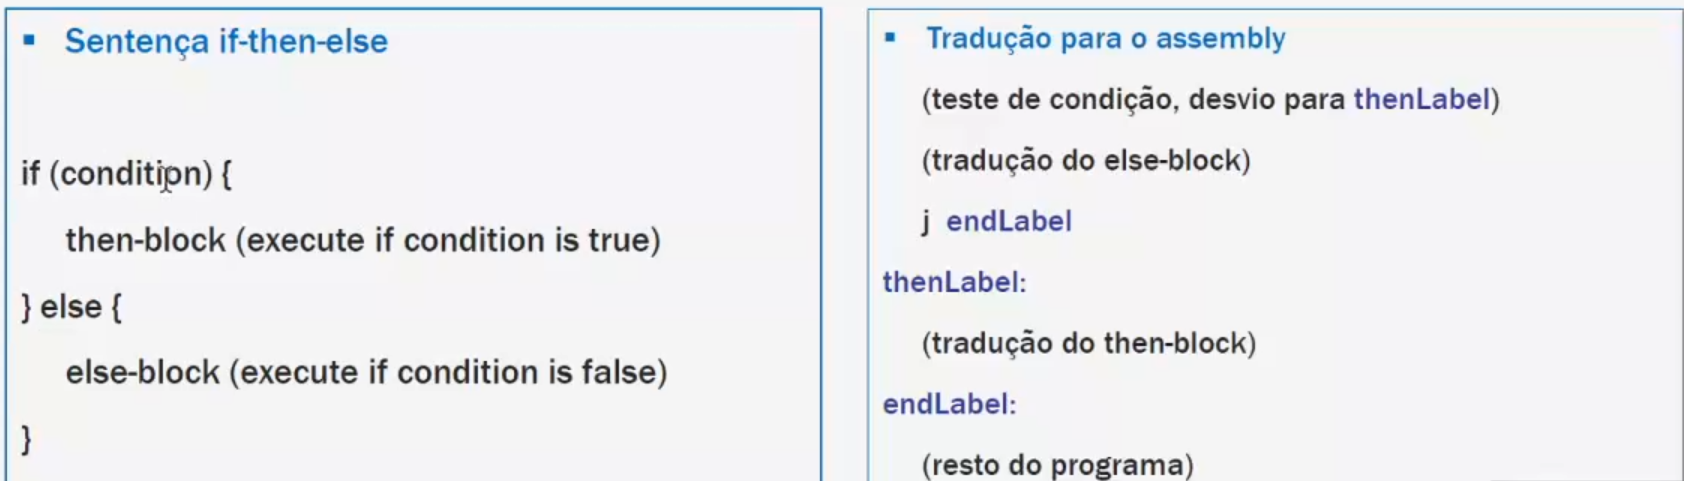 ▪ Sentença if-then-else
if (condition) {
then-block (execute if condition is true)
} else {
else-block (execute if condition is false)
}
▪ Tradução para o assembly
(teste de condição, desvio para thenLabel)
(tradução do else-block)
j endLabel
thenLabel:
(tradução do then-block)
endLabel:
(resto do programa)